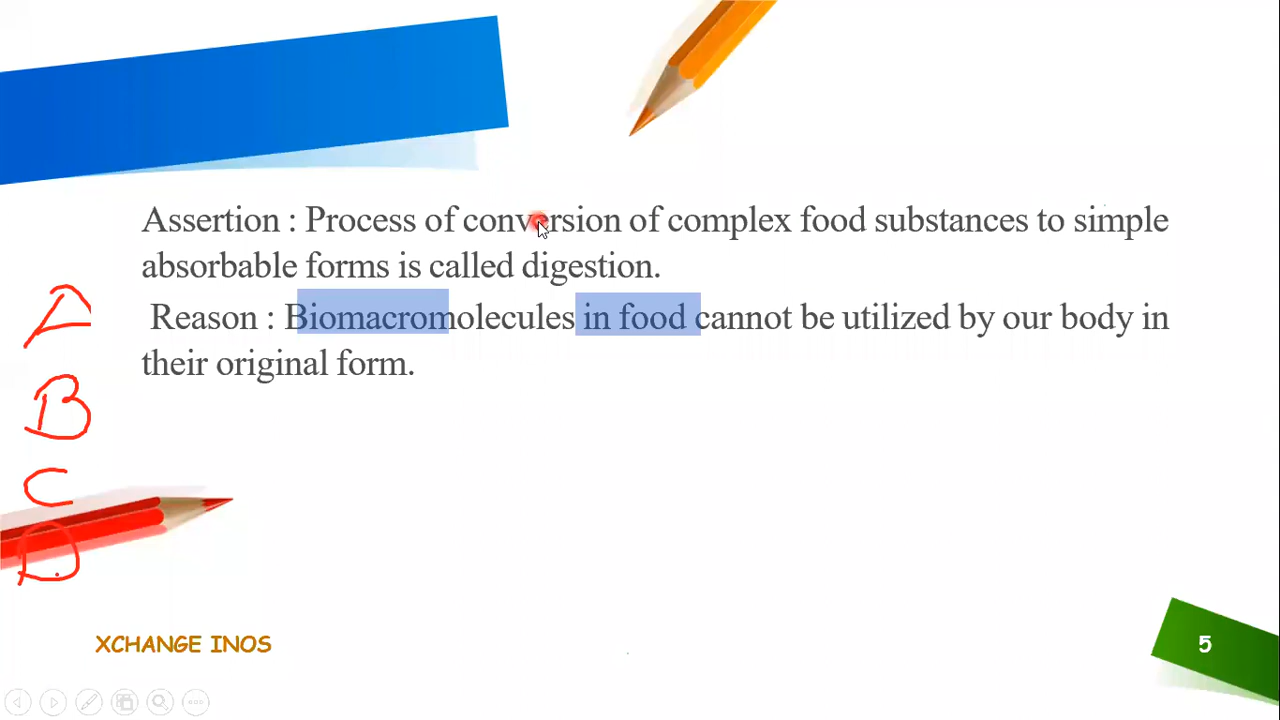 Assertion : Process of conversion of complex food substances to simple
absorbable forms is called digestion.
Reason : Biomacromolecules in food cannot be utilized by our body in
their original form.
A
B
C
D
XCHANGE INOS
5